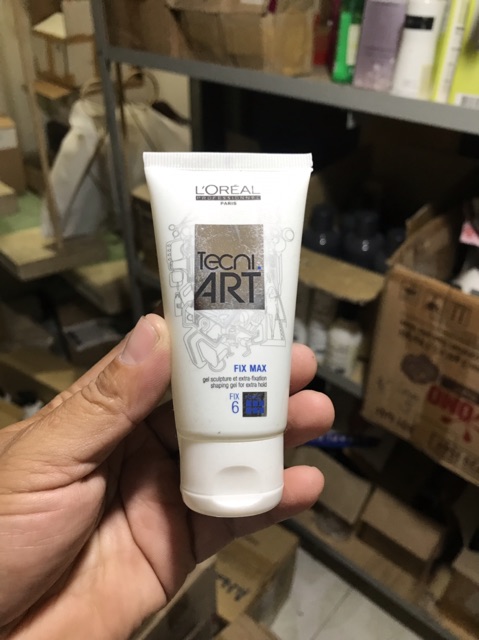 L'ORÉAL
PROFESSIONNEL
PARIS
Tecni.
ART
FIX MAX
gel sculpture et extra-fixation
shaping gel for extra hold
FIX
6